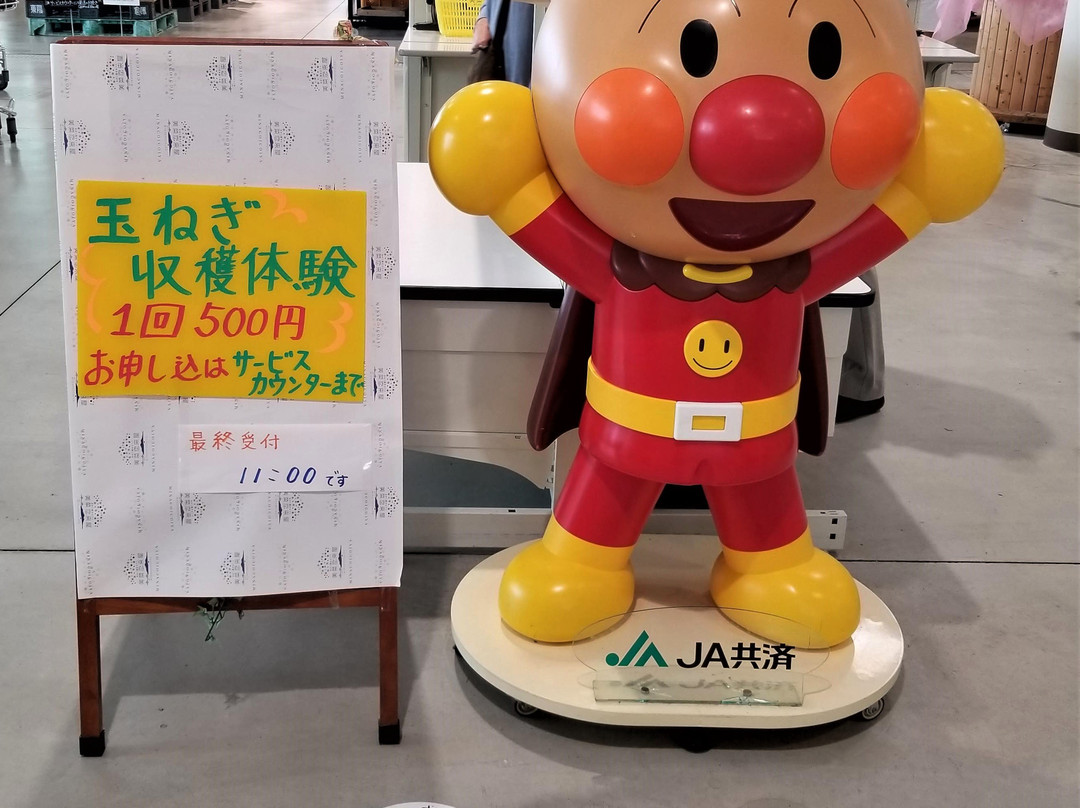 玉ねぎ
収穫体験
1回500円
お申し込はサービス
カウンターまで
最終受付
11:00です
JA共済